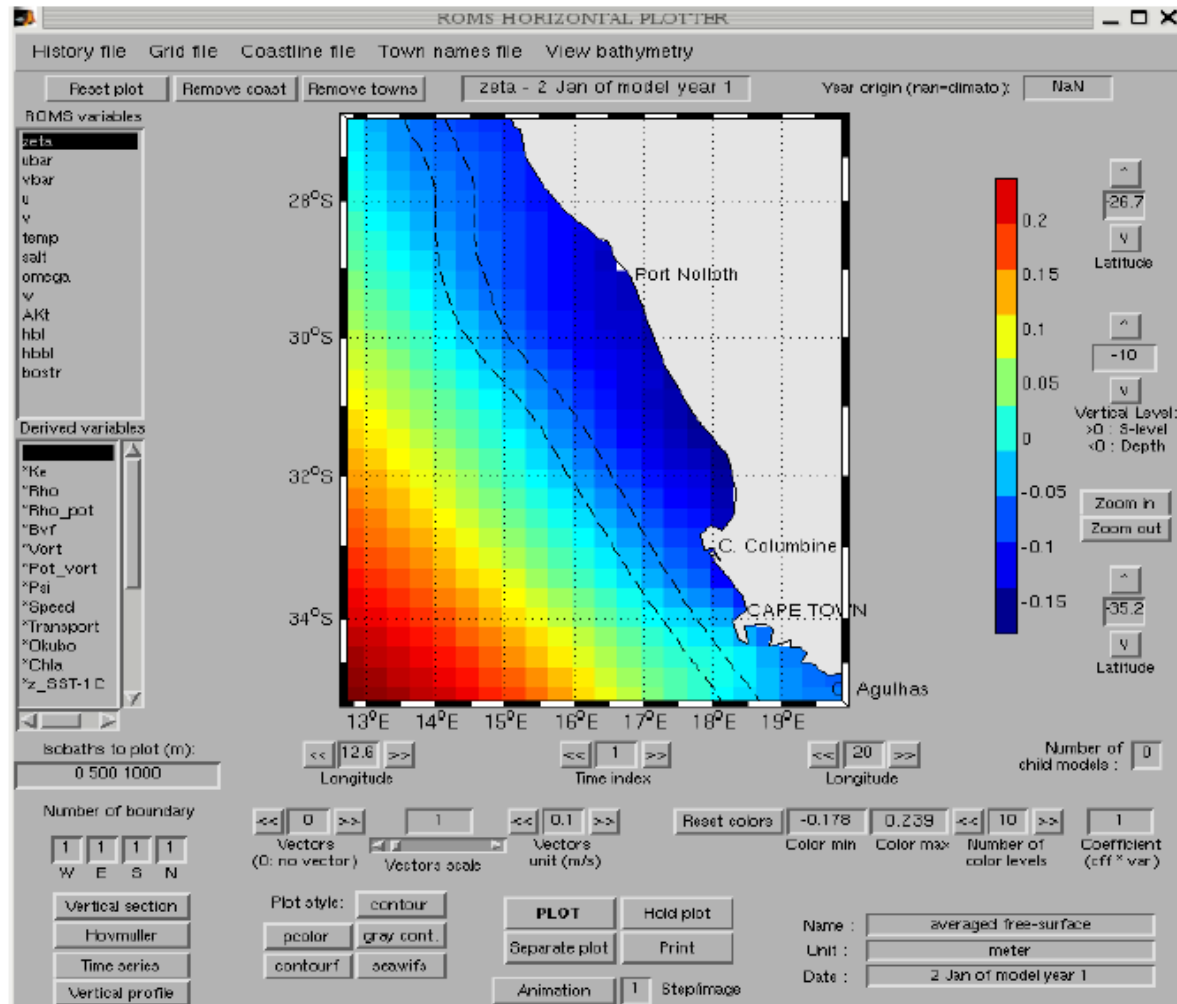 ROMS HORIZONTAL PLOTTER
History file Grid file Coastline file Town names file View bathymetry
Reset plot Remove coast Remove towns zeta - 2 Jan of model year 1 Year origin (nan=climato): NaN
ROMS variables
zeta
ubar
vbar
u
v
temp
salt
omega
w
AKt
hbl
hbbl
bostr
Derived variables
*Ke
*Rho
*Rho_pot
*Bvf
*Vort
*Pot_vort
*Psi
*Speed
*Transport
*Okubo
*Chla
*z_SST-1C
28°S
30°S
32°S
34°S
Port Nolloth
C. Columbine
CAPE TOWN
Agulhas
13°E 14°E 15°E 16°E 17°E 18°E 19°E
0.2
0.15
0.1
0.05
0
-0.05
-0.1
-0.15
^
-26.7
v
Latitude
^
-10
v
Vertical Level:
>0 : S-level
<0 : Depth
Zoom in
Zoom out
^
-35.2
v
Latitude
Isobaths to plot (m):
0 500 1000
<< 12.6 >> << 1 >> << 20 >>
Longitude Time index Longitude
Number of
child models : 0
Number of boundary
1 1 1 1
W E S N
<< 0 >> 1 << 0.1 >> Reset colors -0.178 0.239 << 10 >> 1
Vectors
(0: no vector)
Vectors scale
Vectors
unit (m/s)
Color min Color max
Number of
color levels
Coefficient
(cff * var)
Vertical section
Hovmuller
Time series
Vertical profile
Plot style: contour
pcolor gray cont.
contourf seawifs
PLOT Hold plot
Separate plot Print
Animation 1 Step/image
Name : averaged free-surface
Unit : meter
Date : 2 Jan of model year 1